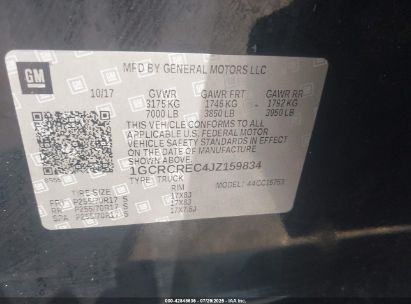 GM
MFD BY GENERAL MOTORS LLC
10/17 GVWR GAWR FRT GAWR RR
3175 KG 1746 KG 1792 KG
7000 LB 3850 LB 3950 LB
THIS VEHICLE CONFORMS TO ALL
APPLICABLE U.S. FEDERAL MOTOR
VEHICLE SAFETY STANDARDS IN EFFECT
ON THE DATE OF MANUFACTURE
SHOWN ABOVE.
1GCRCREC4JZ159834
TYPE: TRUCK MODEL:
TIRE SIZE RIM
FRT P255/70R17 S 17X8J
RR P255/70R17 S 17X8J
SPA P255/70R17 S